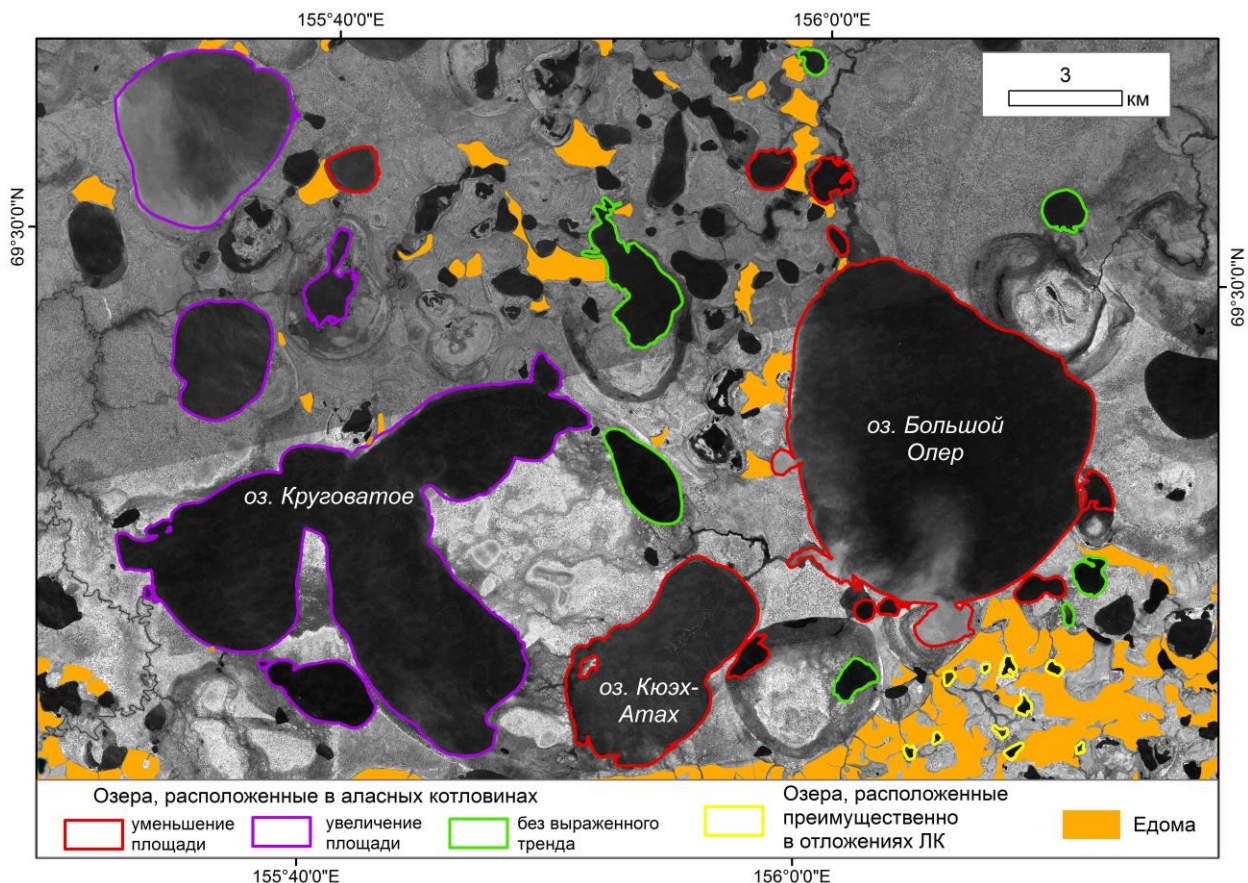 155°40'0"E
156°0'0"E
3
км
69°30'0"N
69°30'0"N
оз. Большой
Олер
оз. Круговатое
оз. Кюэх-
Атах
Озера, расположенные в аласных котловинах
уменьшение
площади
увеличение
площади
без выраженного
тренда
Озера, расположенные
преимущественно
в отложениях ЛК
Едома
155°40'0"E
156°0'0"E